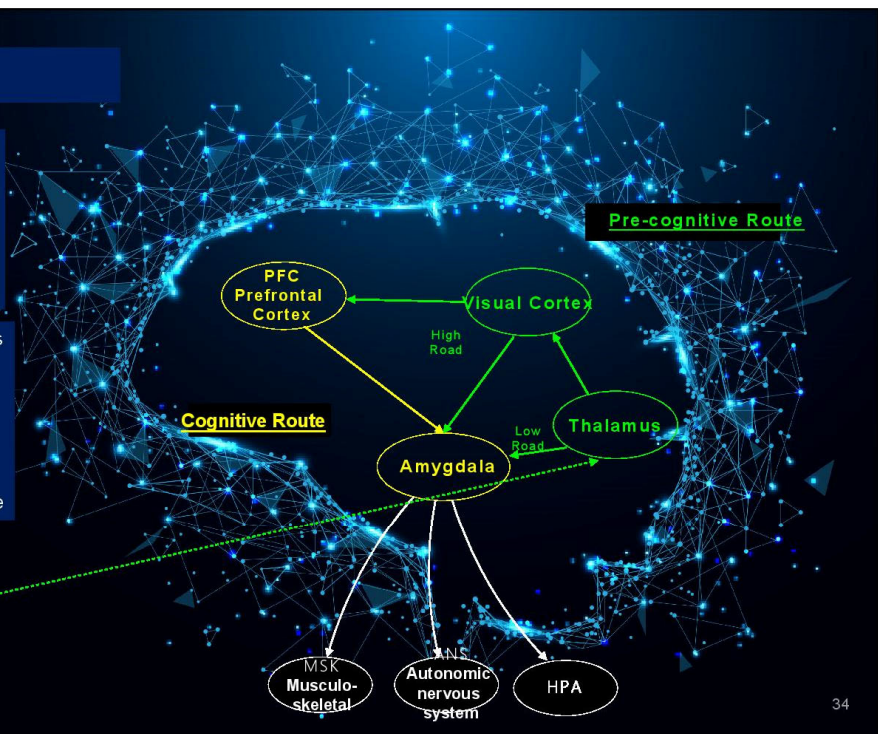 Pre-cognitive Route
PFC
Prefrontal
Cortex
Visual Cortex
High
Road
s
Cognitive Route
Low
Road
Thalamus
Amygdala
e
MSK
Musculo-
skeletal
ANS
Autonomic
nervous
system
HPA
34